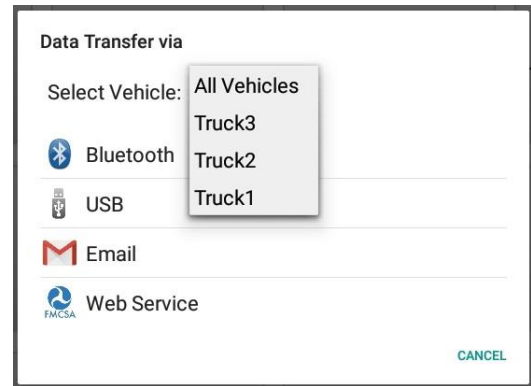 Data Transfer via
Select Vehicle: All Vehicles
Truck3
Bluetooth Truck2
USB Truck1
Email
FMCSA Web Service
CANCEL